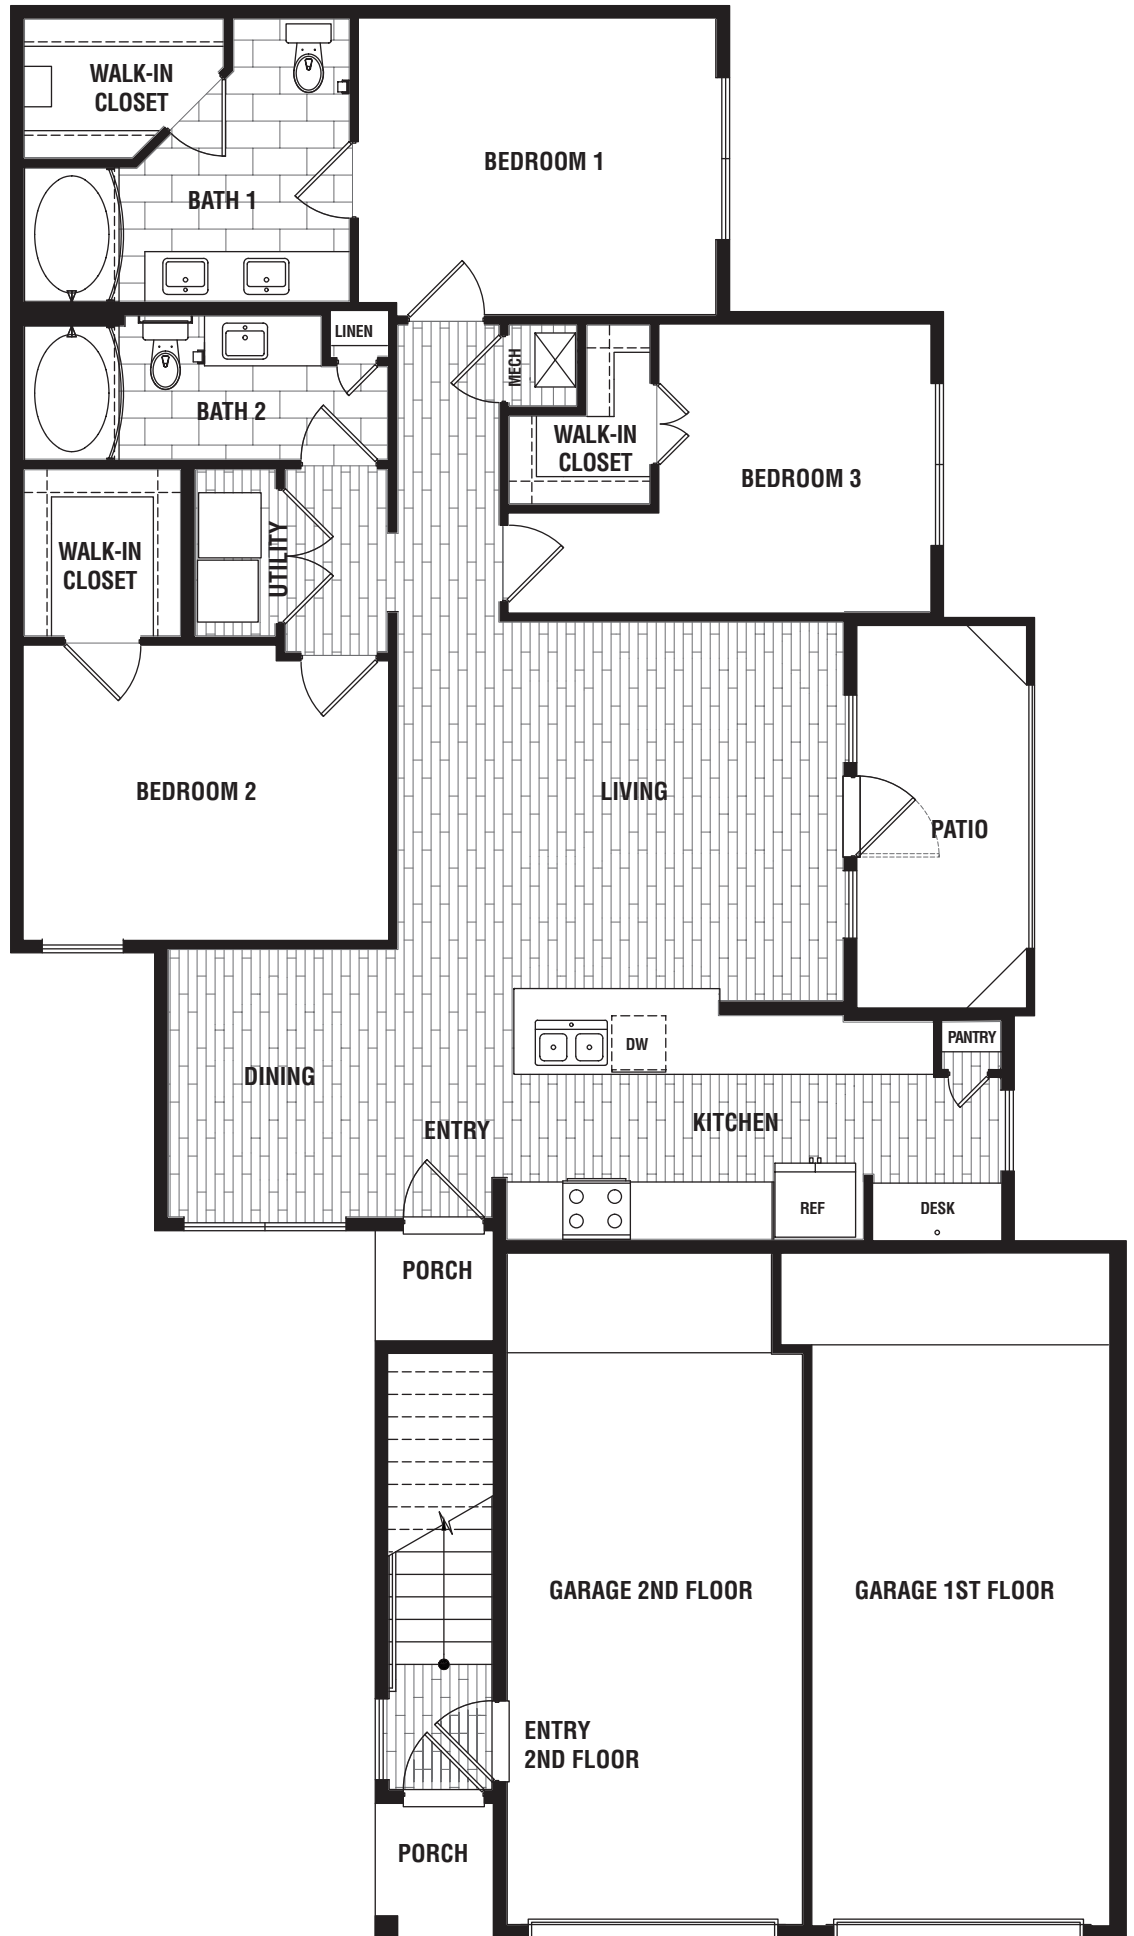 WALK-IN
CLOSET
BEDROOM 1
BATH 1
LINEN
MECH
BATH 2
WALK-IN
CLOSET
BEDROOM 3
UTILITY
WALK-IN
CLOSET
BEDROOM 2
LIVING
PATIO
DW
PANTRY
DINING
ENTRY
KITCHEN
REF
DESK
PORCH
GARAGE 2ND FLOOR
GARAGE 1ST FLOOR
ENTRY
2ND FLOOR
PORCH